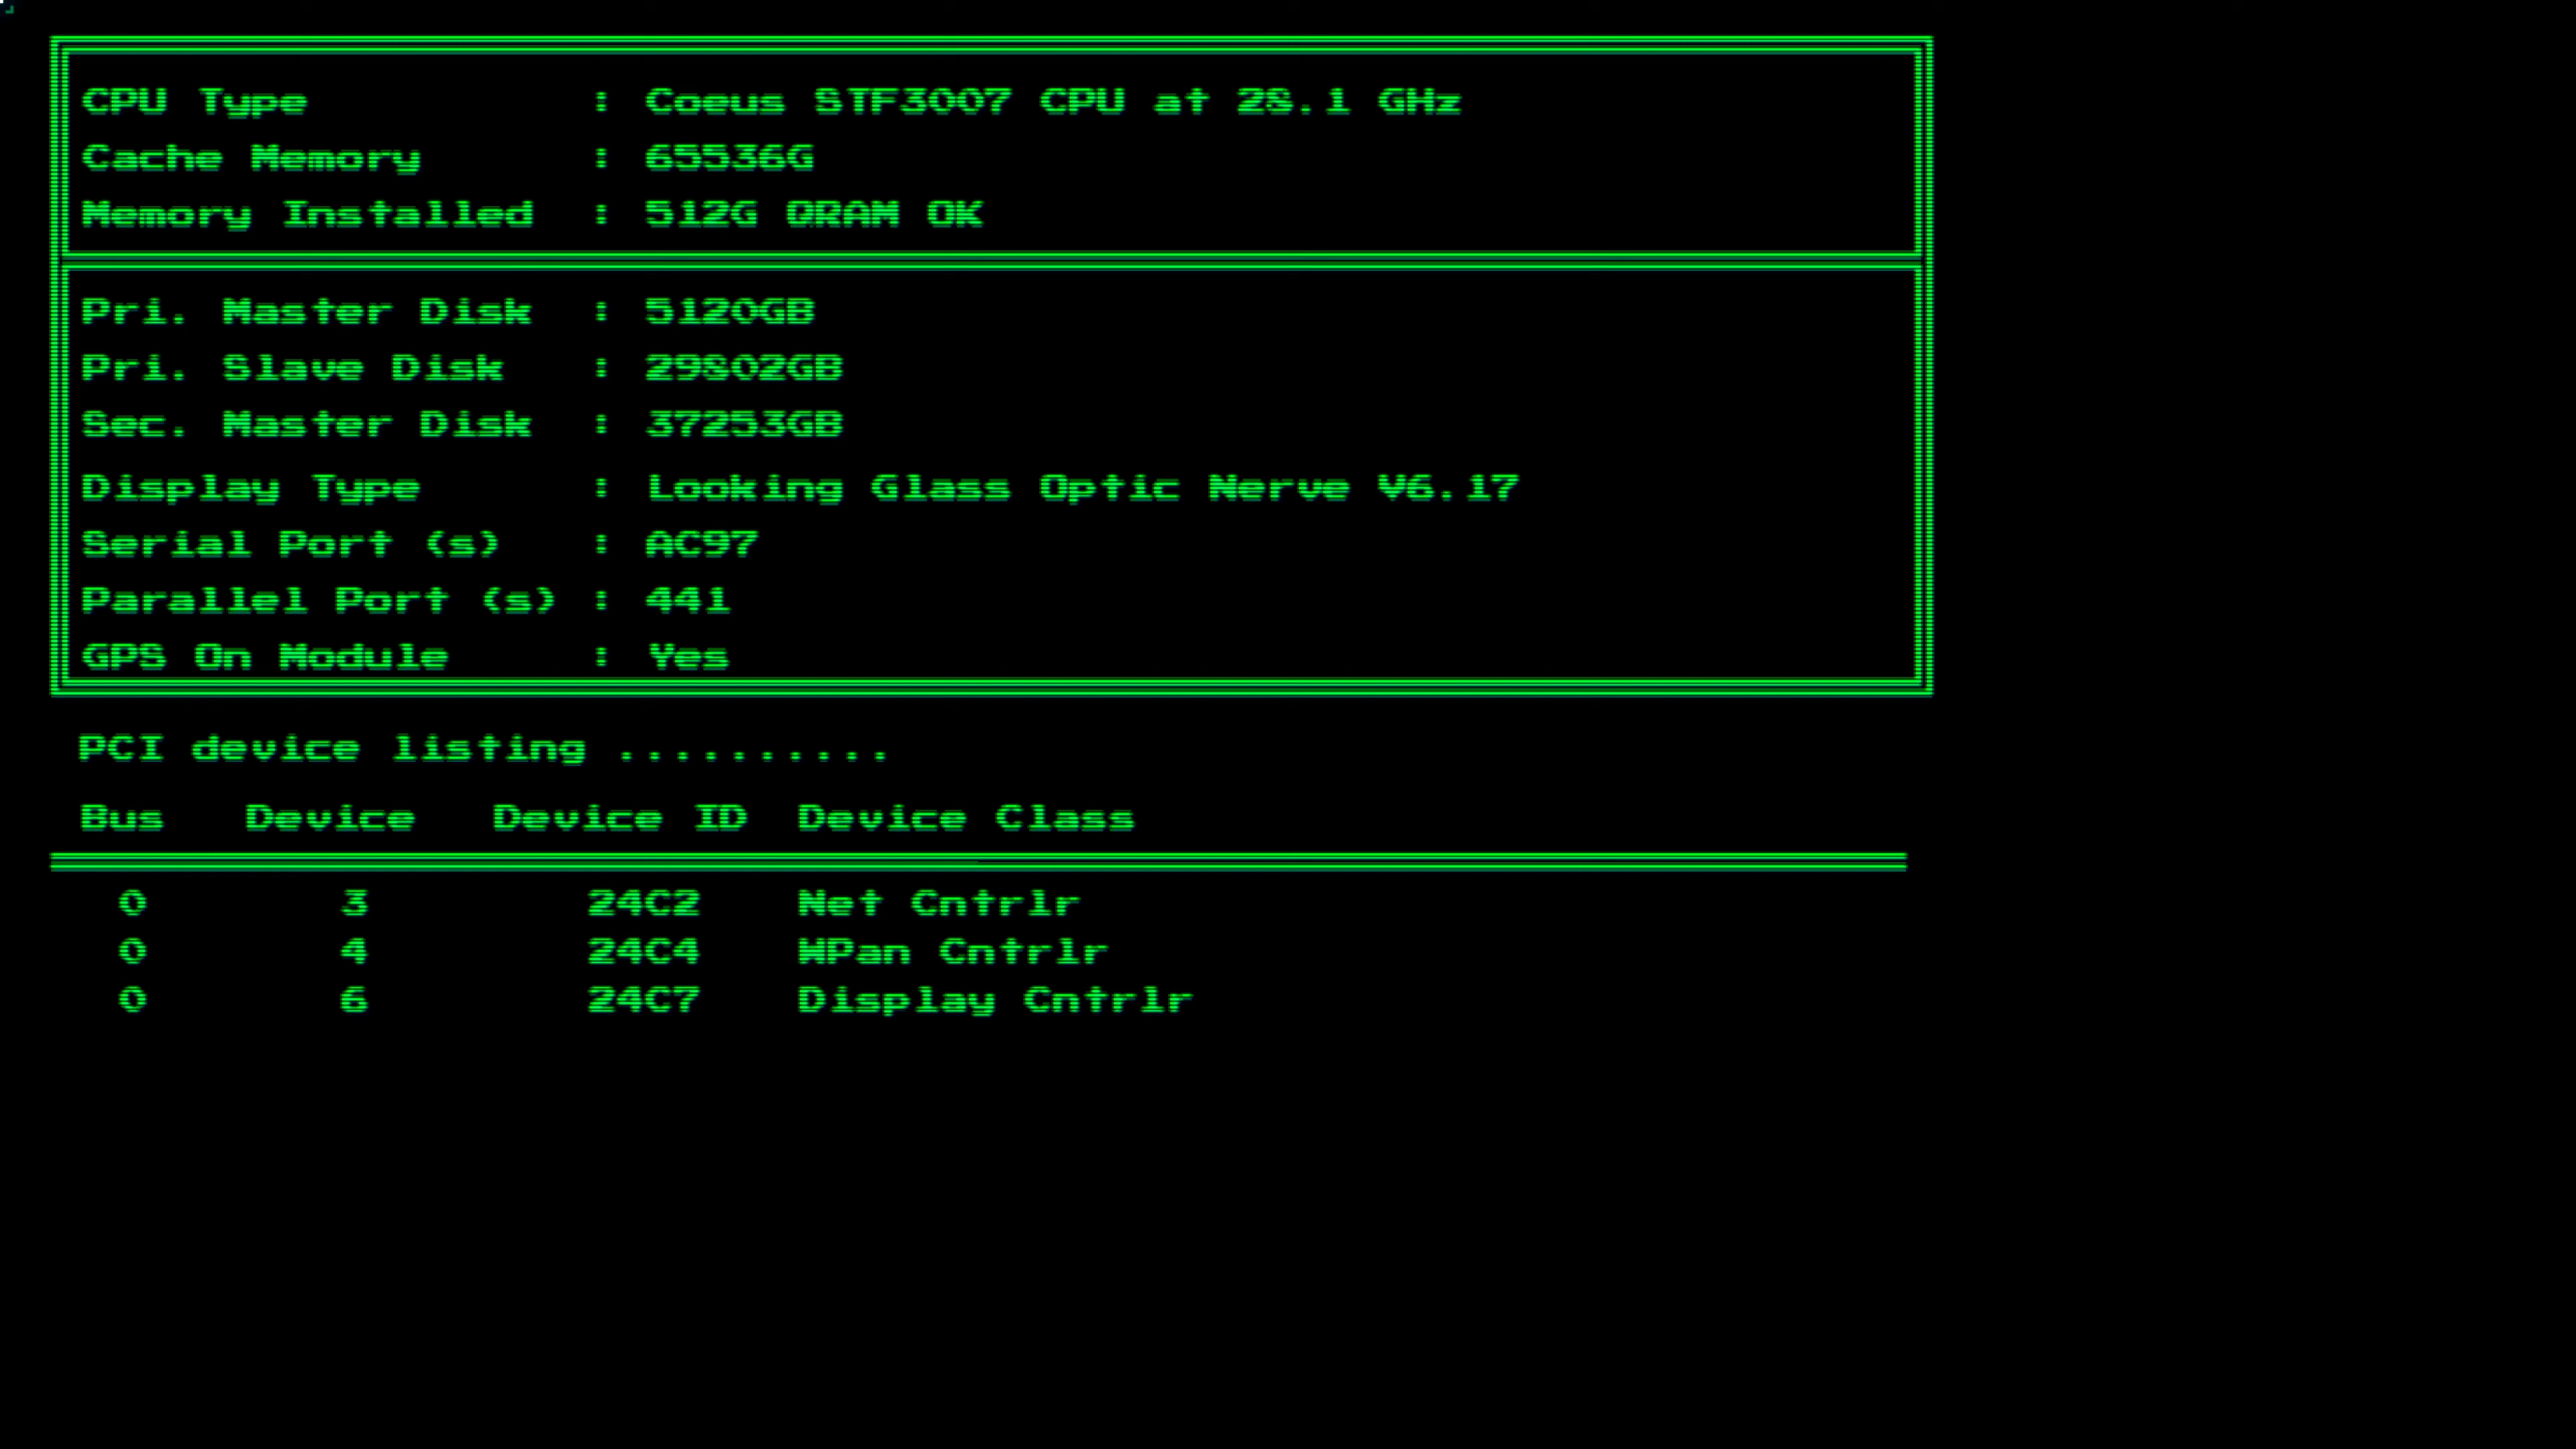 CPU Type : Coeus STF3007 CPU at 28.1 GHz
Cache Memory : 65536G
Memory Installed : 512G QRAM OK
Pri. Master Disk : 5120GB
Pri. Slave Disk : 29802GB
Sec. Master Disk : 37253GB
Display Type : Looking Glass Optic Nerve V6.17
Serial Port (s) : AC97
Parallel Port (s) : 441
GPS On Module : Yes
PCI device listing ..........
Bus Device Device ID Device Class
0 3 24C2 Net Cntrlr
0 4 24C4 WPan Cntrlr
0 6 24C7 Display Cntrlr